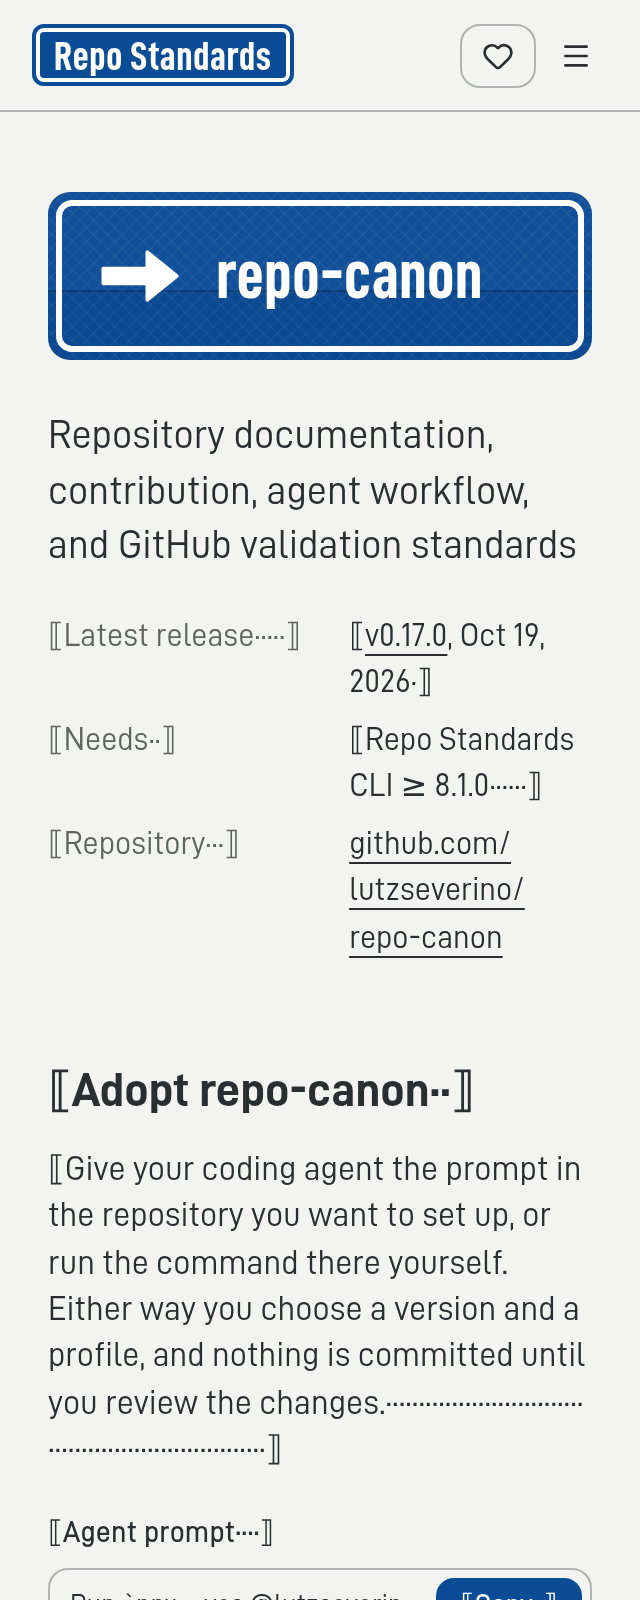 Repo Standards
repo-canon
Repository documentation,
contribution, agent workflow,
and GitHub validation standards
⟦Latest release·····⟧
⟦v0.17.0, Oct 19,
2026·⟧
⟦Needs··⟧
⟦Repo Standards
CLI ≥ 8.1.0······⟧
⟦Repository···⟧
github.com/
lutzseverino/
repo-canon
⟦Adopt repo-canon··⟧
⟦Give your coding agent the prompt in
the repository you want to set up, or
run the command there yourself.
Either way you choose a version and a
profile, and nothing is committed until
you review the changes.····························
·······························⟧
⟦Agent prompt····⟧